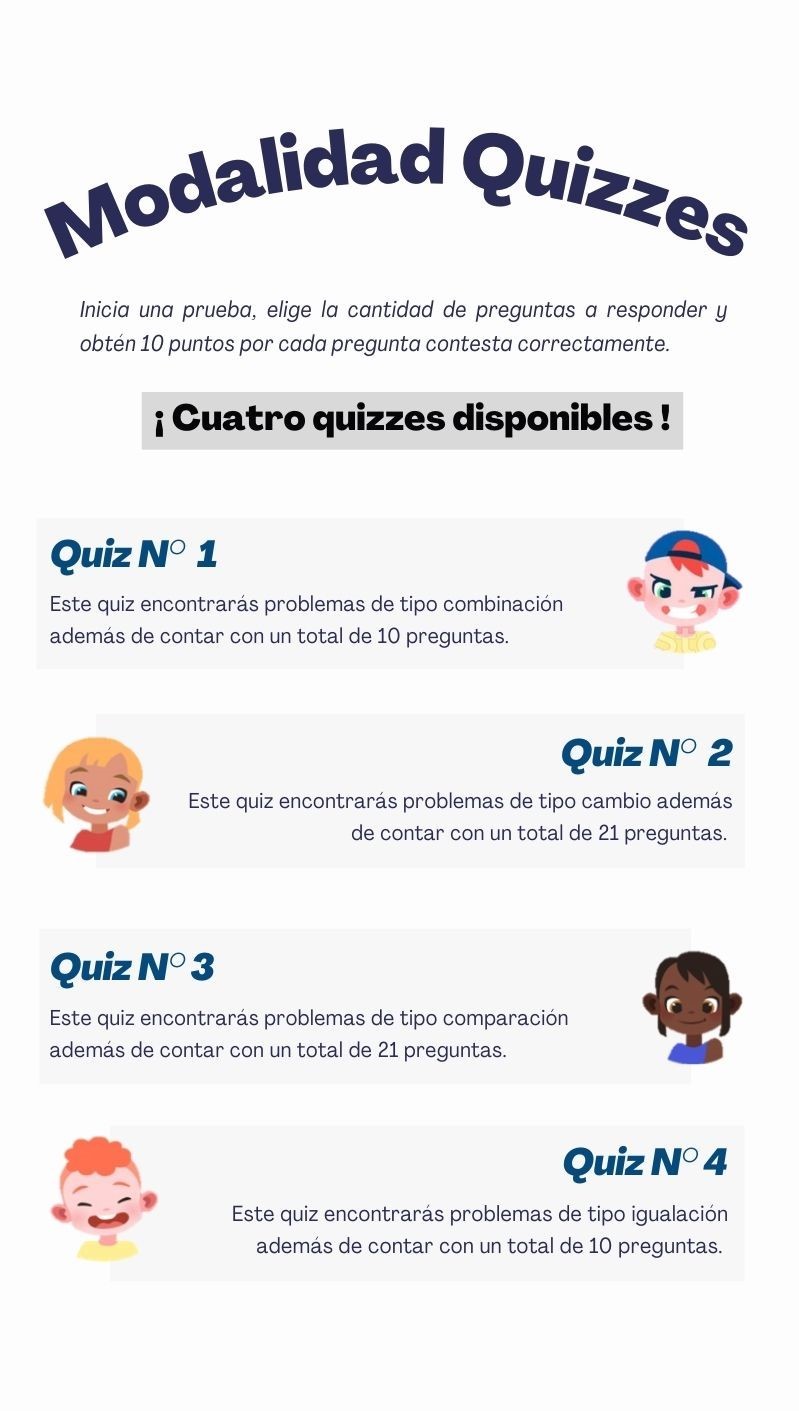 Modalidad Quizzes
Inicia una prueba, elige la cantidad de preguntas a responder y
obtén 10 puntos por cada pregunta contesta correctamente.
¡ Cuatro quizzes disponibles !
Quiz N° 1
Este quiz encontrarás problemas de tipo combinación
además de contar con un total de 10 preguntas.
Quiz N° 2
Este quiz encontrarás problemas de tipo cambio además
de contar con un total de 21 preguntas.
Quiz N° 3
Este quiz encontrarás problemas de tipo comparación
además de contar con un total de 21 preguntas.
Quiz N° 4
Este quiz encontrarás problemas de tipo igualación
además de contar con un total de 10 preguntas.